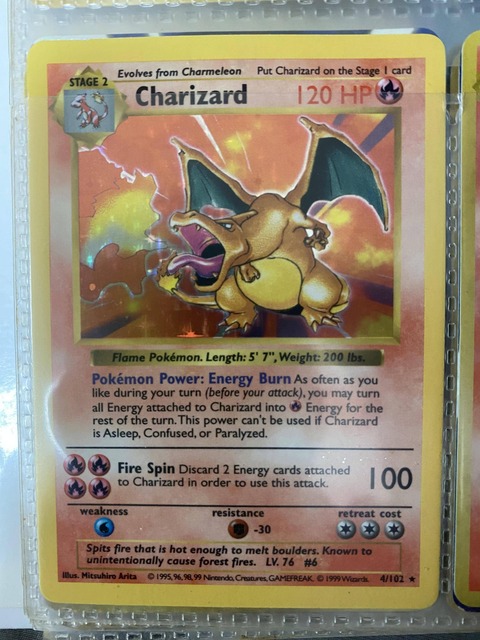 Evolves from Charmeleon Put Charizard on the Stage 1 card
STAGE 2
Charizard 120 HP
Flame Pokémon. Length: 5' 7", Weight: 200 lbs.
Pokémon Power: Energy Burn As often as you
like during your turn (before your attack), you may turn
all Energy attached to Charizard into Energy for the
rest of the turn. This power can't be used if Charizard
is Asleep, Confused, or Paralyzed.
Fire Spin Discard 2 Energy cards attached
to Charizard in order to use this attack. 100
weakness resistance retreat cost
-30
Spits fire that is hot enough to melt boulders. Known to
unintentionally cause forest fires. LV. 76 #6
Illus. Mitsuhiro Arita © 1995, 96, 98, 99 Nintendo, Creatures, GAMEFREAK. © 1999 Wizards. 4/102 ★